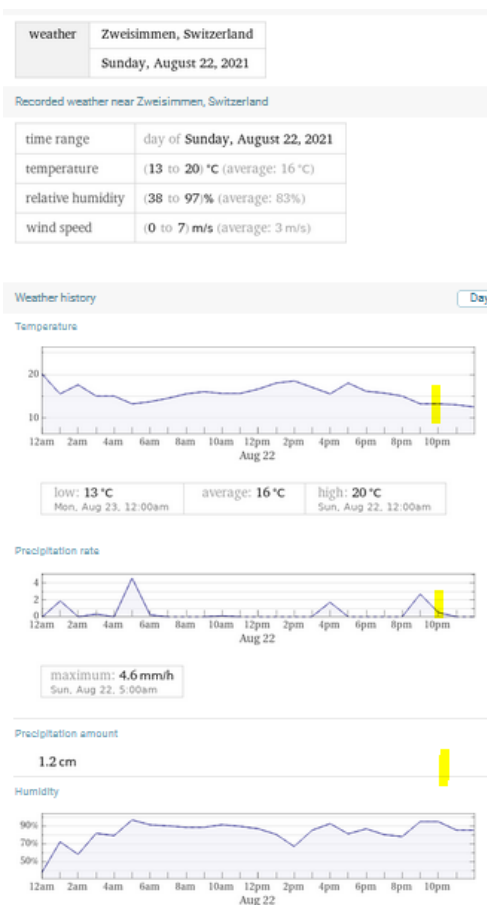 weather Zweisimmen, Switzerland
Sunday, August 22, 2021
Recorded weather near Zweisimmen, Switzerland
time range day of Sunday, August 22, 2021
temperature (13 to 20) °C (average: 16 °C)
relative humidity (38 to 97)% (average: 83%)
wind speed (0 to 7) m/s (average: 3 m/s)
Weather history Day
Temperature
20
10
12am 2am 4am 6am 8am 10am 12pm 2pm 4pm 6pm 8pm 10pm
Aug 22
low: 13 °C average: 16 °C high: 20 °C
Mon, Aug 23, 12:00am Sun, Aug 22, 12:00am
Precipitation rate
4
2
0
12am 2am 4am 6am 8am 10am 12pm 2pm 4pm 6pm 8pm 10pm
Aug 22
maximum: 4.6 mm/h
Sun, Aug 22, 5:00am
Precipitation amount
1.2 cm
Humidity
90%
70%
50%
12am 2am 4am 6am 8am 10am 12pm 2pm 4pm 6pm 8pm 10pm
Aug 22